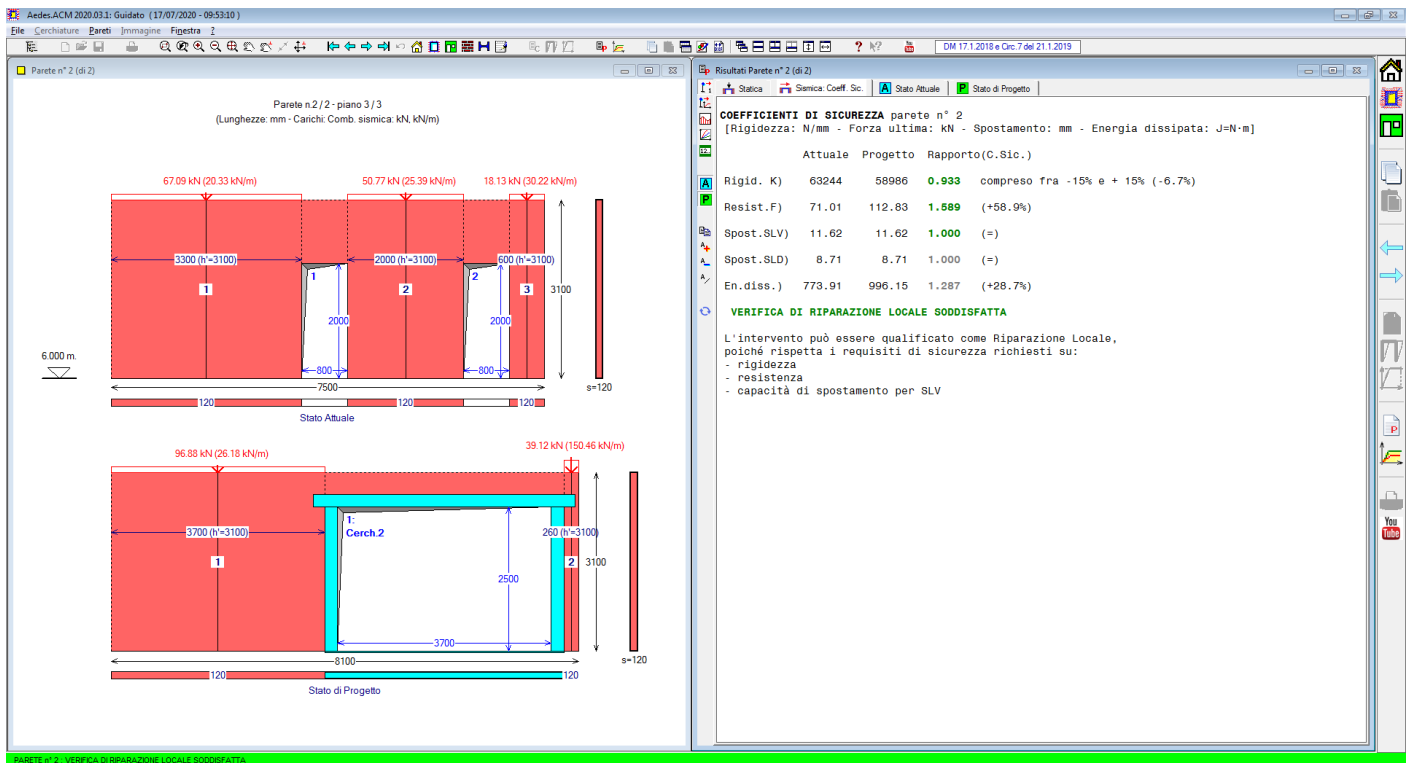 Aedes.ACM 2020.03.1: Guidato ( 17/07/2020 - 09:53:10 )
File Cerchiature Pareti Immagine Finestra ?
DM 17.1.2018 e Circ.7 del 21.1.2019
Parete n° 2 (di 2)
Parete n.2 / 2 - piano 3 / 3
(Lunghezze: mm - Carichi: Comb. sismica: kN, kN/m)
67.09 kN (20.33 kN/m) 50.77 kN (25.39 kN/m) 18.13 kN (30.22 kN/m)
3300 (h'=3100) 2000 (h'=3100) 600 (h'=3100)
1 2
1 2 3 3100
2000 2000
6.000 m.
800 800
7500 s=120
120 120 120
Stato Attuale
39.12 kN (150.46 kN/m)
96.88 kN (26.18 kN/m)
1:
3700 (h'=3100) Cerch.2 260 (h'=3100)
1 2 3100
2500
3700
8100 s=120
120 120
Stato di Progetto
Risultati Parete n° 2 (di 2)
Statica Sismica: Coeff. Sic. A Stato Attuale P Stato di Progetto
COEFFICIENTI DI SICUREZZA parete n° 2
[Rigidezza: N/mm - Forza ultima: kN - Spostamento: mm - Energia dissipata: J=N·m]
Attuale Progetto Rapporto(C.Sic.)
Rigid. K) 63244 58986 0.933 compreso fra -15% e + 15% (-6.7%)
Resist.F) 71.01 112.83 1.589 (+58.9%)
Spost.SLV) 11.62 11.62 1.000 (=)
Spost.SLD) 8.71 8.71 1.000 (=)
En.diss.) 773.91 996.15 1.287 (+28.7%)
VERIFICA DI RIPARAZIONE LOCALE SODDISFATTA
L'intervento può essere qualificato come Riparazione Locale,
poiché rispetta i requisiti di sicurezza richiesti su:
- rigidezza
- resistenza
- capacità di spostamento per SLV
A
P
P
You
Tube
PARETE n° 2 : VERIFICA DI RIPARAZIONE LOCALE SODDISFATTA